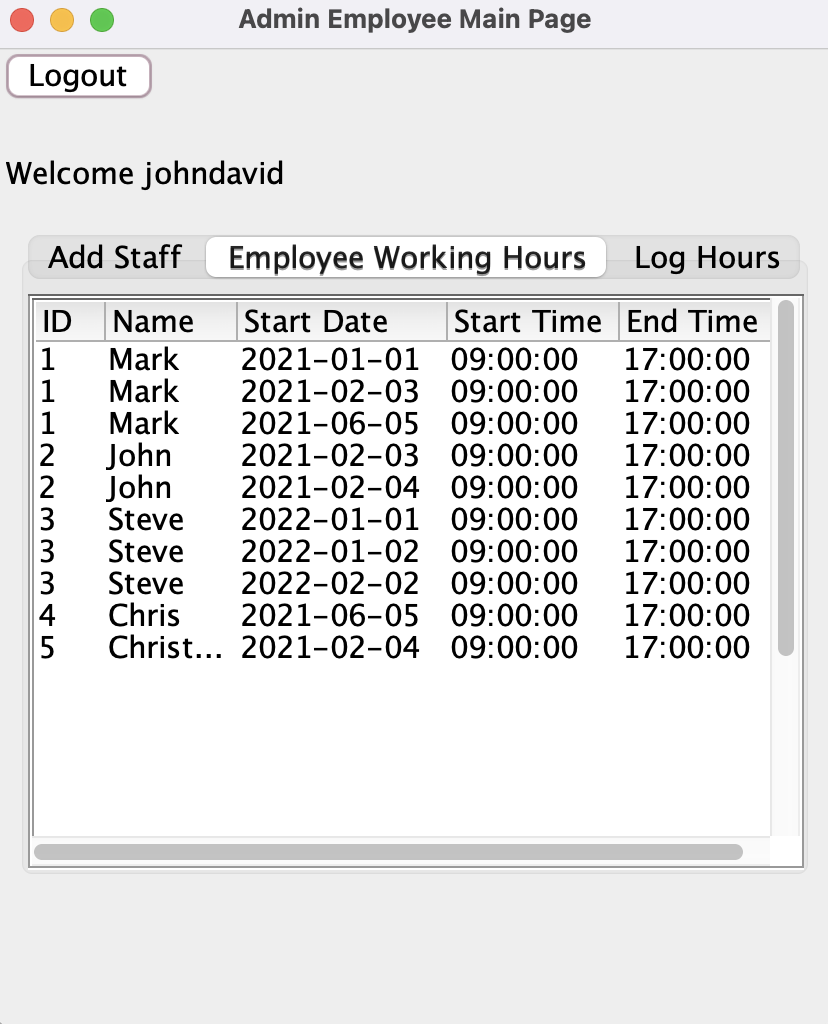 Admin Employee Main Page
Logout
Welcome johndavid
Add Staff Employee Working Hours Log Hours
ID Name Start Date Start Time End Time
1 Mark 2021-01-01 09:00:00 17:00:00
1 Mark 2021-02-03 09:00:00 17:00:00
1 Mark 2021-06-05 09:00:00 17:00:00
2 John 2021-02-03 09:00:00 17:00:00
2 John 2021-02-04 09:00:00 17:00:00
3 Steve 2022-01-01 09:00:00 17:00:00
3 Steve 2022-01-02 09:00:00 17:00:00
3 Steve 2022-02-02 09:00:00 17:00:00
4 Chris 2021-06-05 09:00:00 17:00:00
5 Christ... 2021-02-04 09:00:00 17:00:00